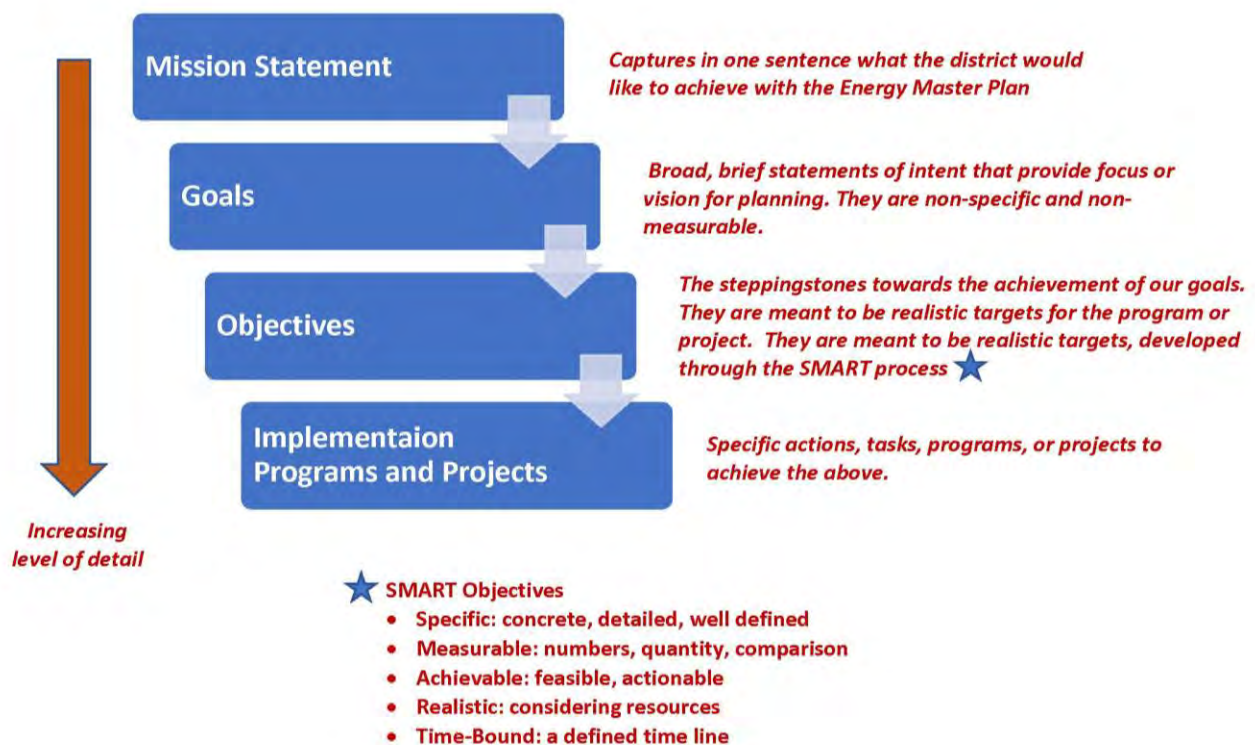 Mission Statement
Captures in one sentence what the district would
like to achieve with the Energy Master Plan
Goals
Broad, brief statements of intent that provide focus or
vision for planning. They are non-specific and non-
measurable.
Objectives
The steppingstones towards the achievement of our goals.
They are meant to be realistic targets for the program or
project. They are meant to be realistic targets, developed
through the SMART process
Implementaion
Programs and Projects
Specific actions, tasks, programs, or projects to
achieve the above.
Increasing
level of detail
SMART Objectives
• Specific: concrete, detailed, well defined
• Measurable: numbers, quantity, comparison
• Achievable: feasible, actionable
• Realistic: considering resources
• Time-Bound: a defined time line